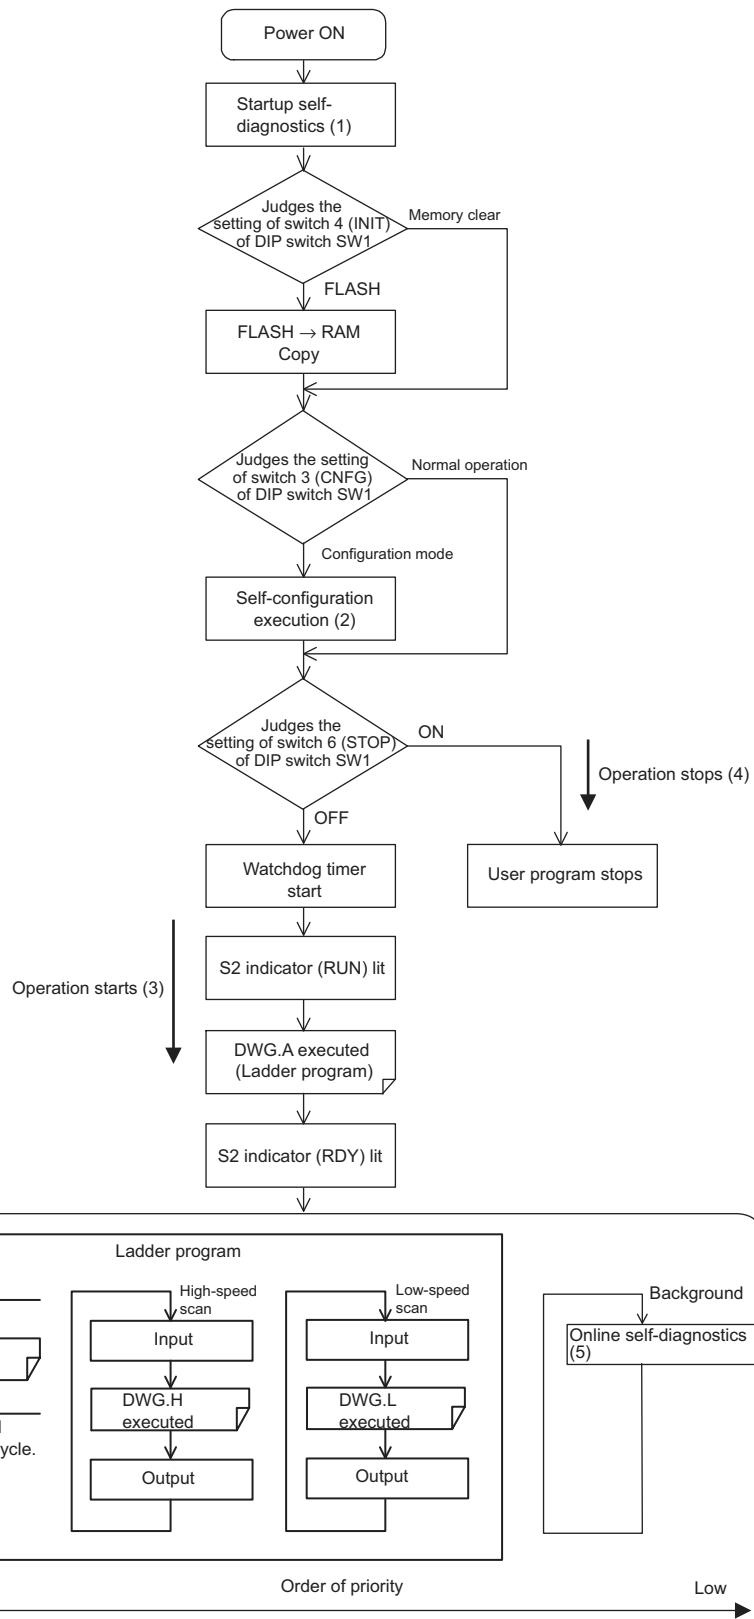 Power ON
Startup self-
diagnostics (1)
Judges the
setting of switch 4 (INIT)
of DIP switch SW1
Memory clear
FLASH
FLASH → RAM
Copy
Judges the setting
of switch 3 (CNFG)
of DIP switch SW1
Normal operation
Configuration mode
Self-configuration
execution (2)
Judges the
setting of switch 6 (STOP)
of DIP switch SW1
ON
Operation stops (4)
OFF
Watchdog timer
start
User program stops
S2 indicator (RUN) lit
Operation starts (3)
DWG.A executed
(Ladder program)
S2 indicator (RDY) lit
Ladder program
High-speed
scan
Input
DWG.H
executed
Output
Low-speed
scan
Input
DWG.L
executed
Output
Background
Online self-diagnostics
(5)
ycle.
Order of priority
Low